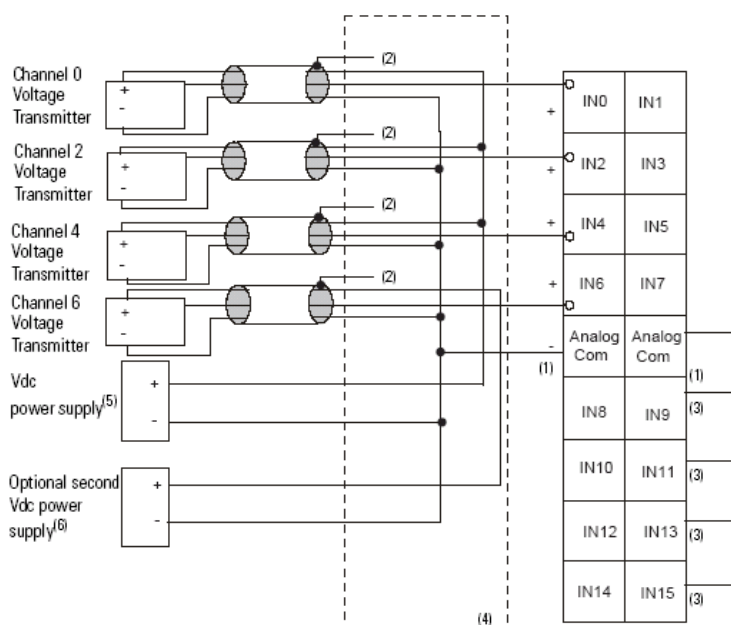 Channel 0
Voltage
Transmitter
+
-
(2)
Channel 2
Voltage
Transmitter
+
-
(2)
Channel 4
Voltage
Transmitter
+
-
(2)
Channel 6
Voltage
Transmitter
+
-
(2)
Vdc
power supply(5)
+
-
Optional second
Vdc power
supply(6)
+
-
(4)
+
IN0 IN1
+
IN2 IN3
+
IN4 IN5
+
IN6 IN7
-
(1)
Analog Analog
Com Com
(1)
IN8 IN9
(3)
IN10 IN11
(3)
IN12 IN13
(3)
IN14 IN15
(3)